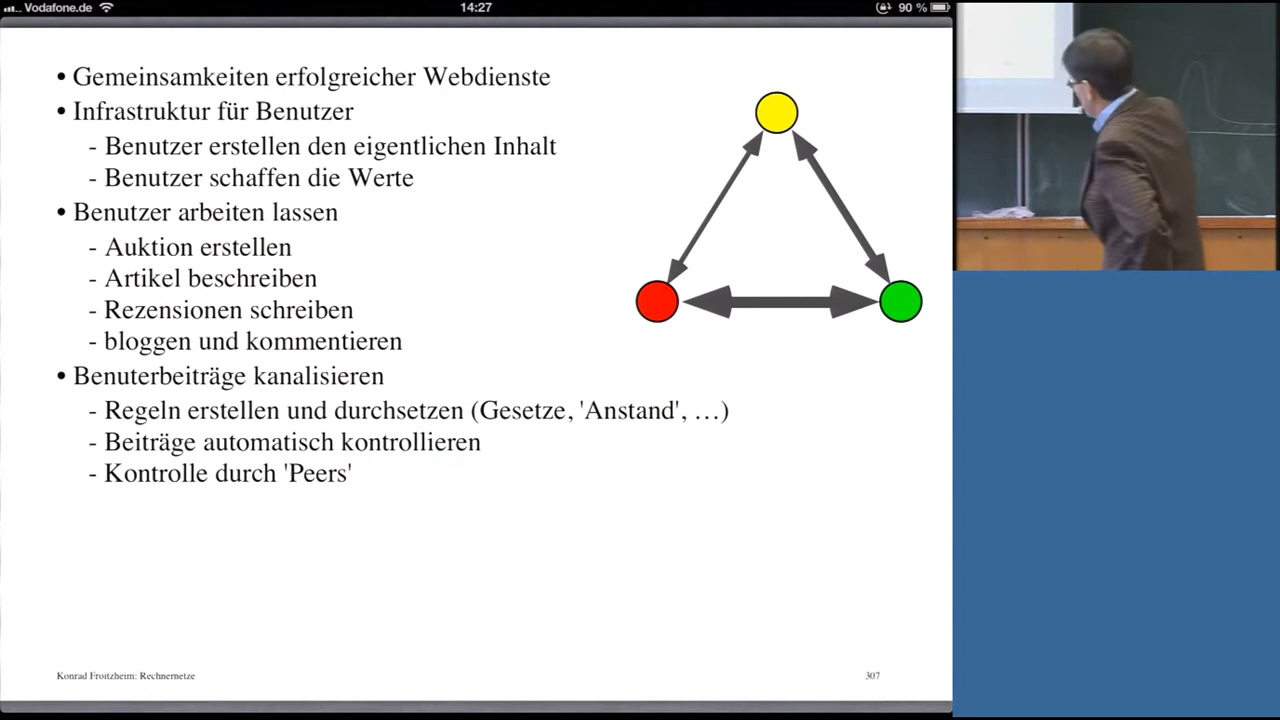 Vodafone.de
14:27
90 %
• Gemeinsamkeiten erfolgreicher Webdienste
• Infrastruktur für Benutzer
- Benutzer erstellen den eigentlichen Inhalt
- Benutzer schaffen die Werte
• Benutzer arbeiten lassen
- Auktion erstellen
- Artikel beschreiben
- Rezensionen schreiben
- bloggen und kommentieren
• Benuterbeiträge kanalisieren
- Regeln erstellen und durchsetzen (Gesetze, 'Anstand', …)
- Beiträge automatisch kontrollieren
- Kontrolle durch 'Peers'
Konrad Froitzheim: Rechnernetze
307